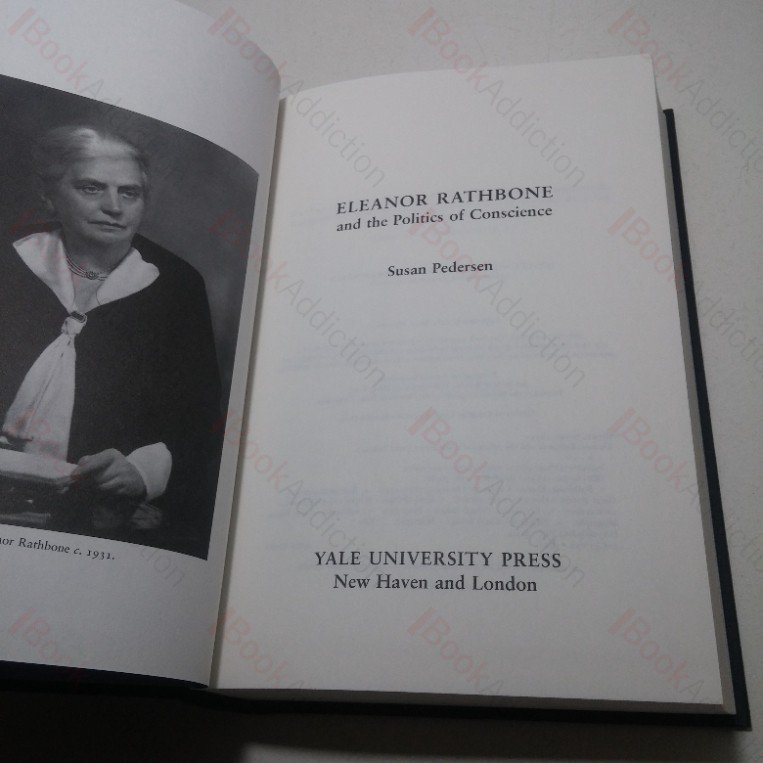 nor Rathbone c. 1931.
ELEANOR RATHBONE
and the Politics of Conscience
Susan Pedersen
YALE UNIVERSITY PRESS
New Haven and London
BookAddiction